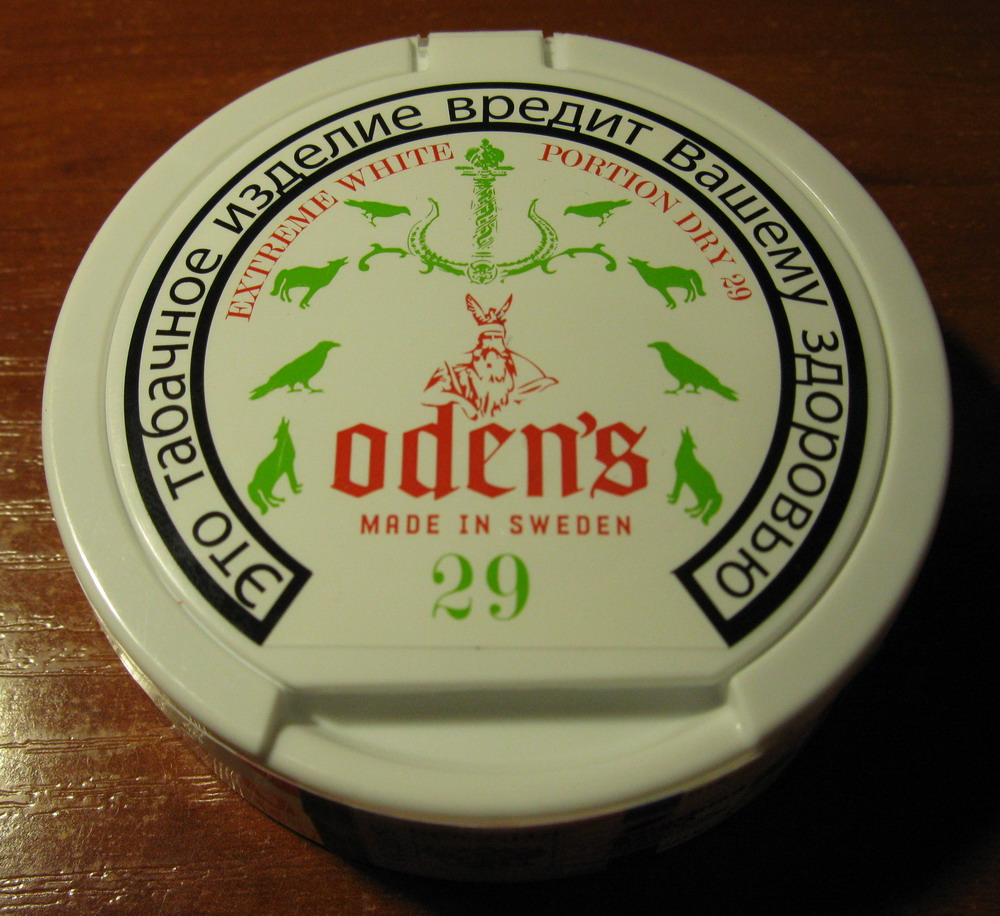 Это табачное изделие вредит Вашему здоровью
EXTREME WHITE PORTION DRY 29
oden's
MADE IN SWEDEN
29